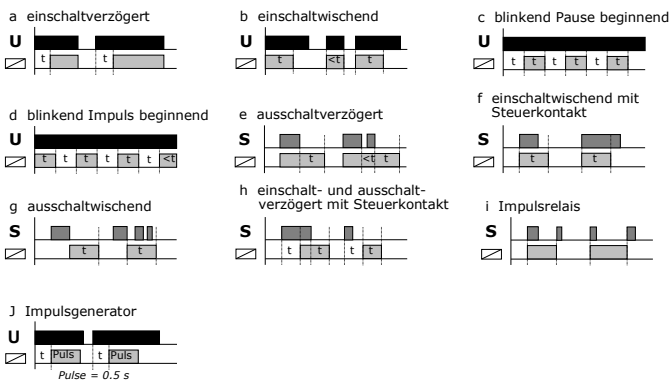 a einschaltverzögert
b einschaltwischend
c blinkend Pause beginnend
U
t t
U
t <t t
U
t t t t t t
d blinkend Impuls beginnend
e ausschaltverzögert
f einschaltwischend mit
Steuerkontakt
U
t t t t t t <t
S
t <t t
S
t t
g ausschaltwischend
h einschalt- und ausschalt-
verzögert mit Steuerkontakt
i Impulsrelais
S
t t
S
t t t t
S
J Impulsgenerator
U
t Puls t Puls
Pulse = 0.5 s